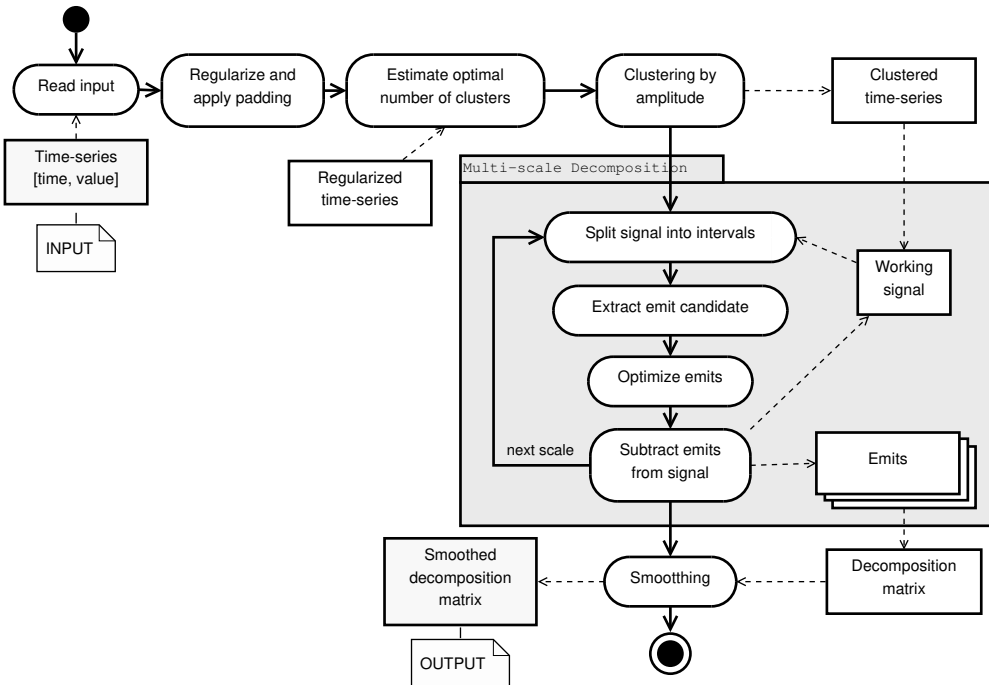 Read input
Regularize and
apply padding
Estimate optimal
number of clusters
Clustering by
amplitude
Clustered
time-series
Time-series
[time, value]
INPUT
Regularized
time-series
Multi-scale Decomposition
Split signal into intervals
Working
signal
Extract emit candidate
Optimize emits
next scale
Subtract emits
from signal
Emits
Smoothed
decomposition
matrix
Smootthing
Decomposition
matrix
OUTPUT